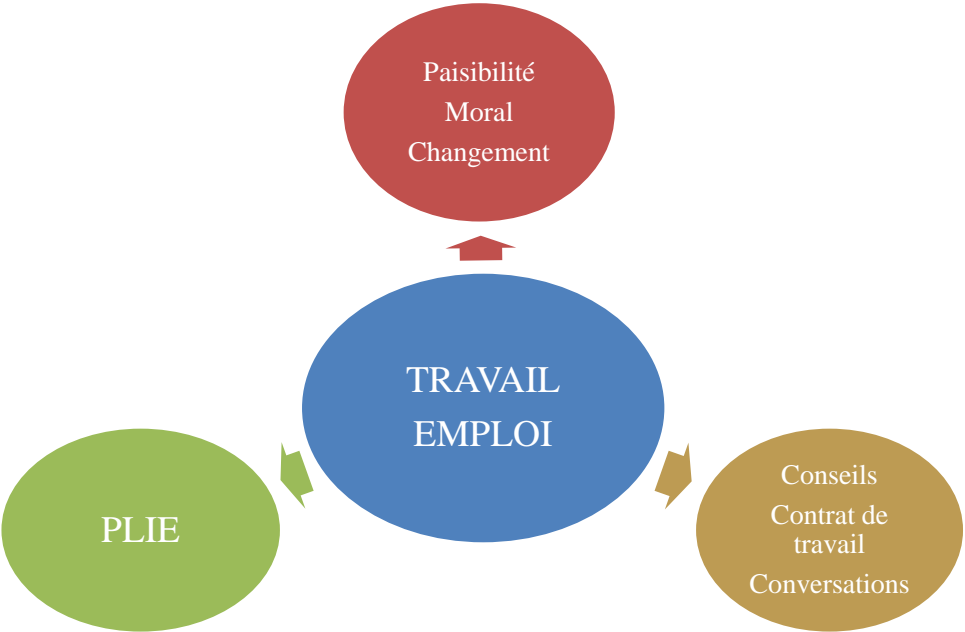 Paisibilité
Moral
Changement
TRAVAIL
EMPLOI
PLIE
Conseils
Contrat de
travail
Conversations